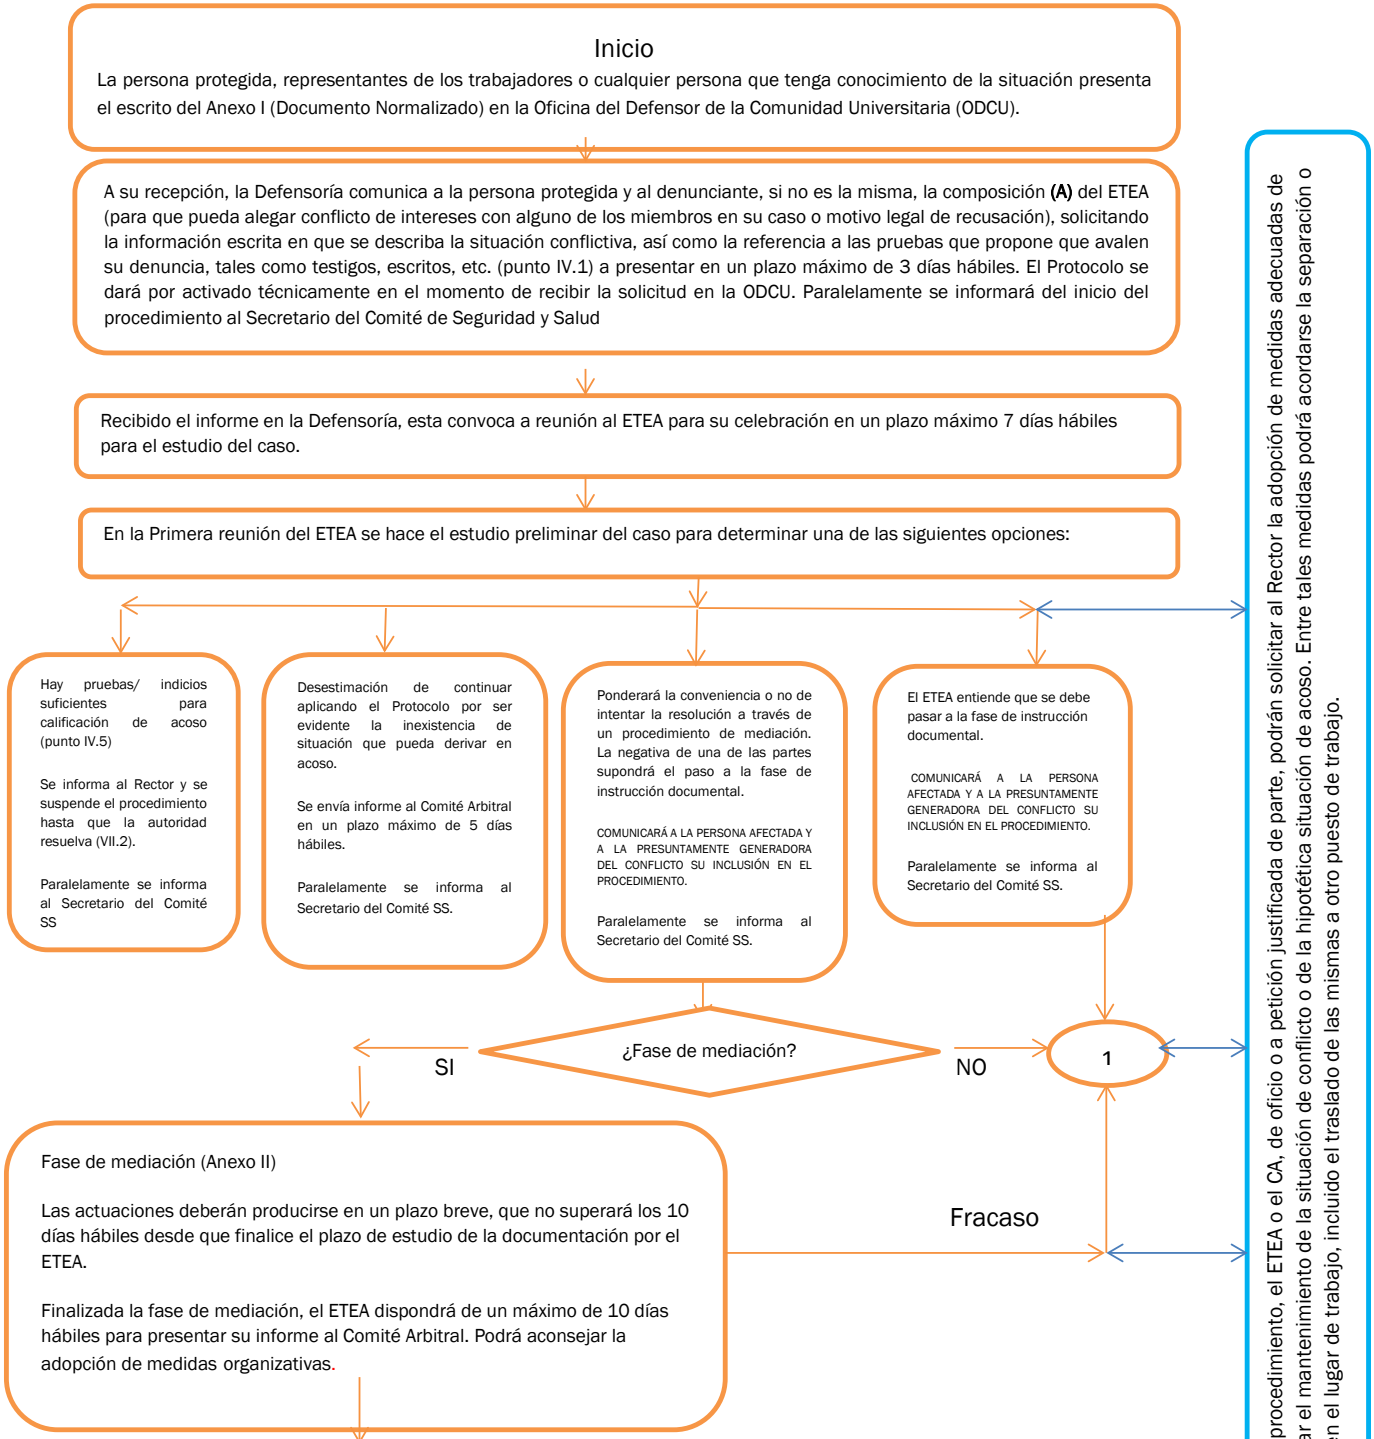 Inicio
La persona protegida, representantes de los trabajadores o cualquier persona que tenga conocimiento de la situación presenta
el escrito del Anexo I (Documento Normalizado) en la Oficina del Defensor de la Comunidad Universitaria (ODCU).
A su recepción, la Defensoría comunica a la persona protegida y al denunciante, si no es la misma, la composición (A) del ETEA
(para que pueda alegar conflicto de intereses con alguno de los miembros en su caso o motivo legal de recusación), solicitando
la información escrita en que se describa la situación conflictiva, así como la referencia a las pruebas que propone que avalen
su denuncia, tales como testigos, escritos, etc. (punto IV.1) a presentar en un plazo máximo de 3 días hábiles. El Protocolo se
dará por activado técnicamente en el momento de recibir la solicitud en la ODCU. Paralelamente se informará del inicio del
procedimiento al Secretario del Comité de Seguridad y Salud
Recibido el informe en la Defensoría, esta convoca a reunión al ETEA para su celebración en un plazo máximo 7 días hábiles
para el estudio del caso.
En la Primera reunión del ETEA se hace el estudio preliminar del caso para determinar una de las siguientes opciones:
Hay pruebas/ indicios
suficientes para
calificación de acoso
(punto IV.5)
Se informa al Rector y se
suspende el procedimiento
hasta que la autoridad
resuelva (VII.2).
Paralelamente se informa
al Secretario del Comité
SS
Desestimación de continuar
aplicando el Protocolo por ser
evidente la inexistencia de
situación que pueda derivar en
acoso.
Se envía informe al Comité Arbitral
en un plazo máximo de 5 días
hábiles.
Paralelamente se informa al
Secretario del Comité SS.
Ponderará la conveniencia o no de
intentar la resolución a través de
un procedimiento de mediación.
La negativa de una de las partes
supondrá el paso a la fase de
instrucción documental.
COMUNICARÁ A LA PERSONA AFECTADA Y
A LA PRESUNTAMENTE GENERADORA
DEL CONFLICTO SU INCLUSIÓN EN EL
PROCEDIMIENTO.
Paralelamente se informa al
Secretario del Comité SS.
El ETEA entiende que se debe
pasar a la fase de instrucción
documental.
COMUNICARÁ A LA PERSONA
AFECTADA Y A LA PRESUNTAMENTE
GENERADORA DEL CONFLICTO SU
INCLUSIÓN EN EL PROCEDIMIENTO.
Paralelamente se informa al
Secretario del Comité SS.
¿Fase de mediación?
SI
NO
1
Fase de mediación (Anexo II)
Las actuaciones deberán producirse en un plazo breve, que no superará los 10
días hábiles desde que finalice el plazo de estudio de la documentación por el
ETEA.
Finalizada la fase de mediación, el ETEA dispondrá de un máximo de 10 días
hábiles para presentar su informe al Comité Arbitral. Podrá aconsejar la
adopción de medidas organizativas.
Fracaso
procedimiento, el ETEA o el CA, de oficio o a petición justificada de parte, podrán solicitar al Rector la adopción de medidas adecuadas de
el mantenimiento de la situación de conflicto o de la hipotética situación de acoso. Entre tales medidas podrá acordarse la separación o
en el lugar de trabajo, incluido el traslado de las mismas a otro puesto de trabajo.